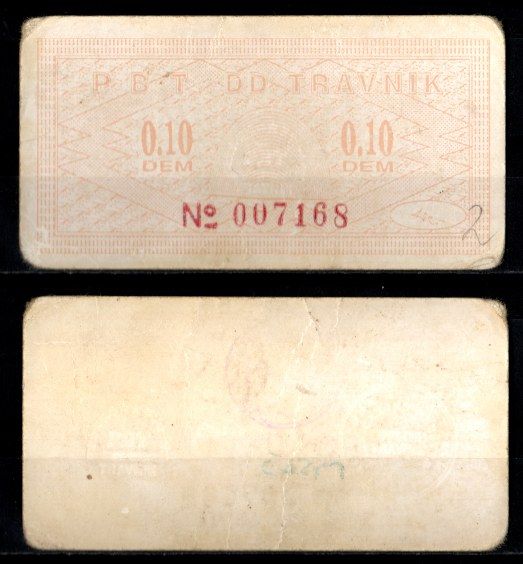 P B T DD TRAVNIK
0.10 0.10
DEM DEM
№ 007168
2